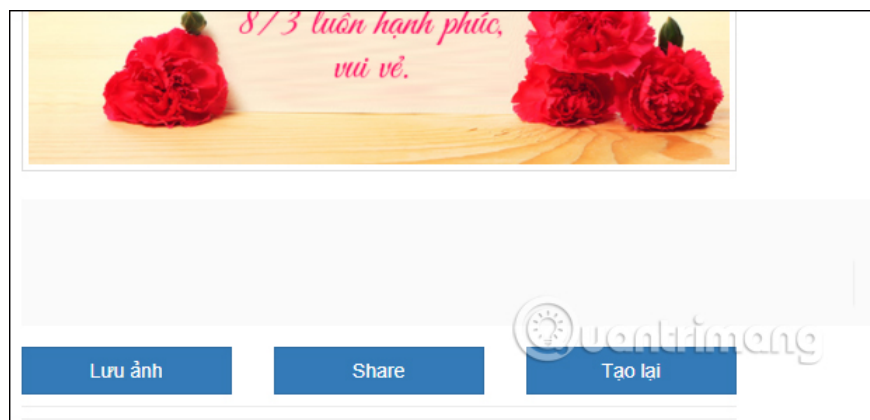 8/3 luôn hạnh phúc,
vui vẻ.
Quantrimang
Lưu ảnh
Share
Tạo lại